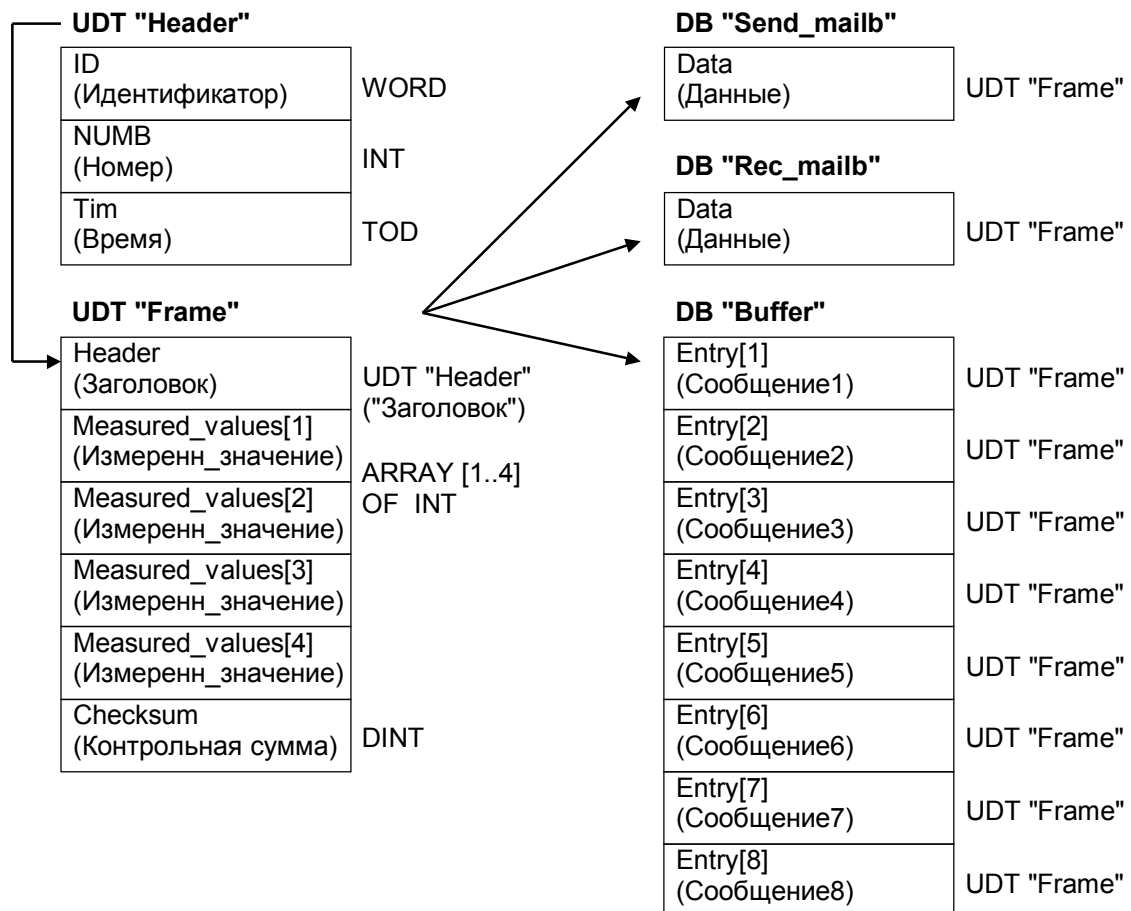 UDT "Header"
ID
(Идентификатор)
WORD
NUMB
(Номер)
INT
Tim
(Время)
TOD
UDT "Frame"
Header
(Заголовок)
UDT "Header"
("Заголовок")
Measured_values[1]
(Измеренн_значение)
ARRAY [1..4]
OF INT
Measured_values[2]
(Измеренн_значение)
Measured_values[3]
(Измеренн_значение)
Measured_values[4]
(Измеренн_значение)
Checksum
(Контрольная сумма)
DINT
DB "Send_mailb"
Data
(Данные)
UDT "Frame"
DB "Rec_mailb"
Data
(Данные)
UDT "Frame"
DB "Buffer"
Entry[1]
(Сообщение1)
UDT "Frame"
Entry[2]
(Сообщение2)
UDT "Frame"
Entry[3]
(Сообщение3)
UDT "Frame"
Entry[4]
(Сообщение4)
UDT "Frame"
Entry[5]
(Сообщение5)
UDT "Frame"
Entry[6]
(Сообщение6)
UDT "Frame"
Entry[7]
(Сообщение7)
UDT "Frame"
Entry[8]
(Сообщение8)
UDT "Frame"